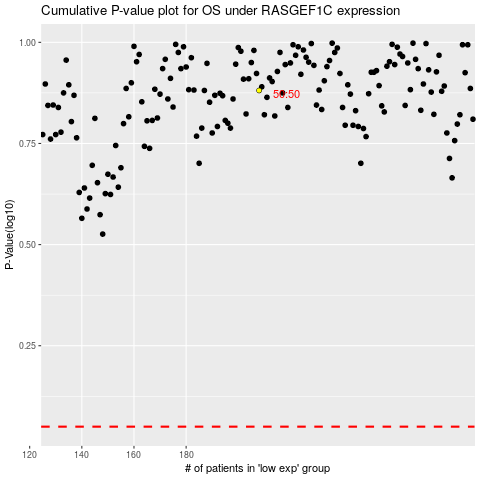 Cumulative P-value plot for OS under RASGEF1C expression
1.00
0.75
0.50
0.25
P-Value(log10)
50:50
120 140 160 180
# of patients in 'low exp' group